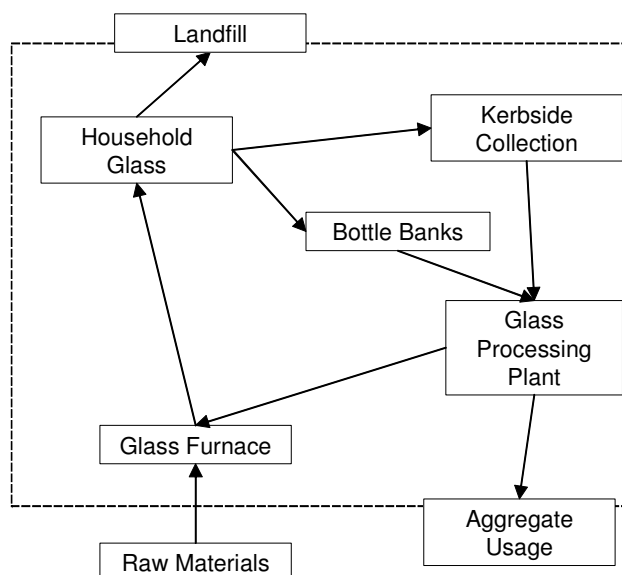 Landfill
Household
Glass
Kerbside
Collection
Bottle Banks
Glass
Processing
Plant
Glass Furnace
Aggregate
Usage
Raw Materials